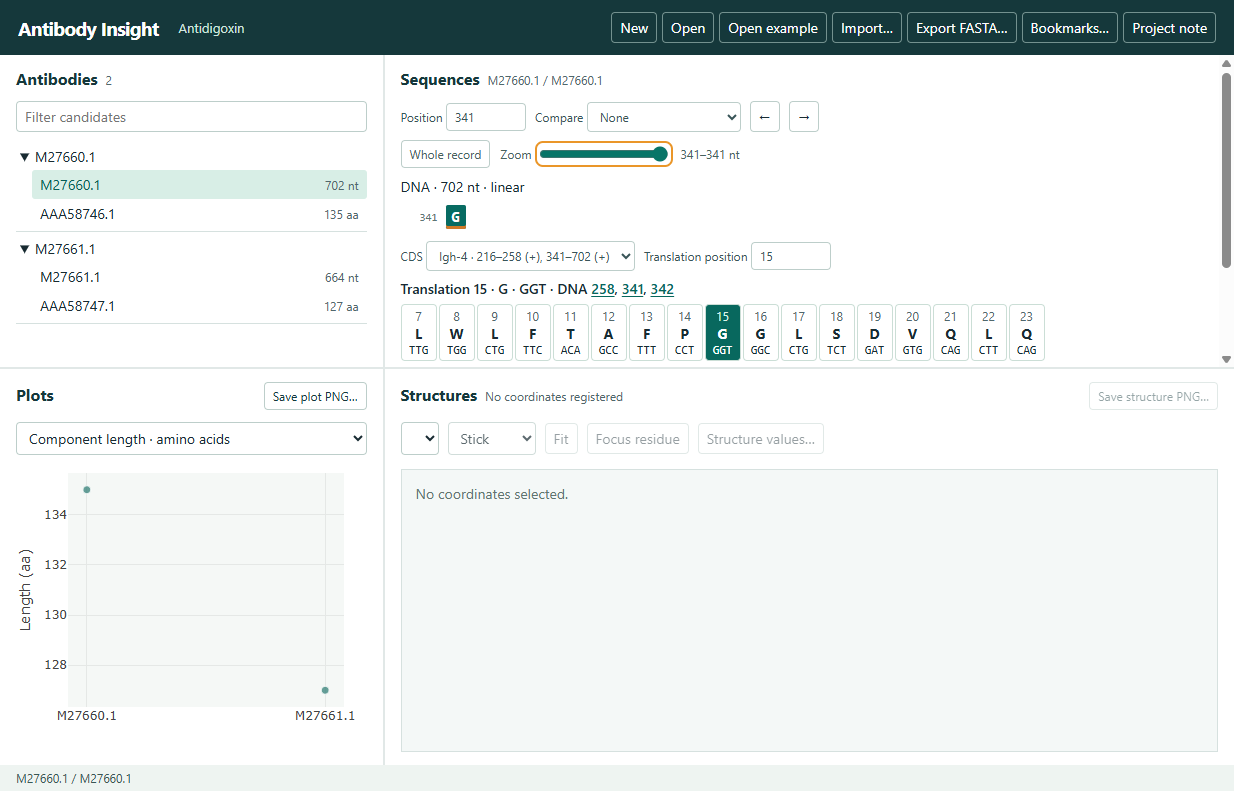 Antibody Insight Antidigoxin New Open Open example Import... Export FASTA... Bookmarks... Project note
Antibodies 2
Filter candidates
▼ M27660.1
M27660.1 702 nt
AAA58746.1 135 aa
▼ M27661.1
M27661.1 664 nt
AAA58747.1 127 aa
Sequences M27660.1 / M27660.1
Position 341 Compare None ← →
Whole record Zoom 341–341 nt
DNA · 702 nt · linear
341 G
CDS Igh-4 · 216–258 (+), 341–702 (+) Translation position 15
Translation 15 · G · GGT · DNA 258, 341, 342
7 8 9 10 11 12 13 14 15 16 17 18 19 20 21 22 23
L W L F T A F P G G L S D V Q L Q
TTG TGG CTG TTC ACA GCC TTT CCT GGT GGC CTG TCT GAT GTG CAG CTT CAG
Plots Save plot PNG...
Component length · amino acids
Length (aa)
134
132
130
128
M27660.1 M27661.1
Structures No coordinates registered Save structure PNG...
Stick Fit Focus residue Structure values...
No coordinates selected.
M27660.1 / M27660.1